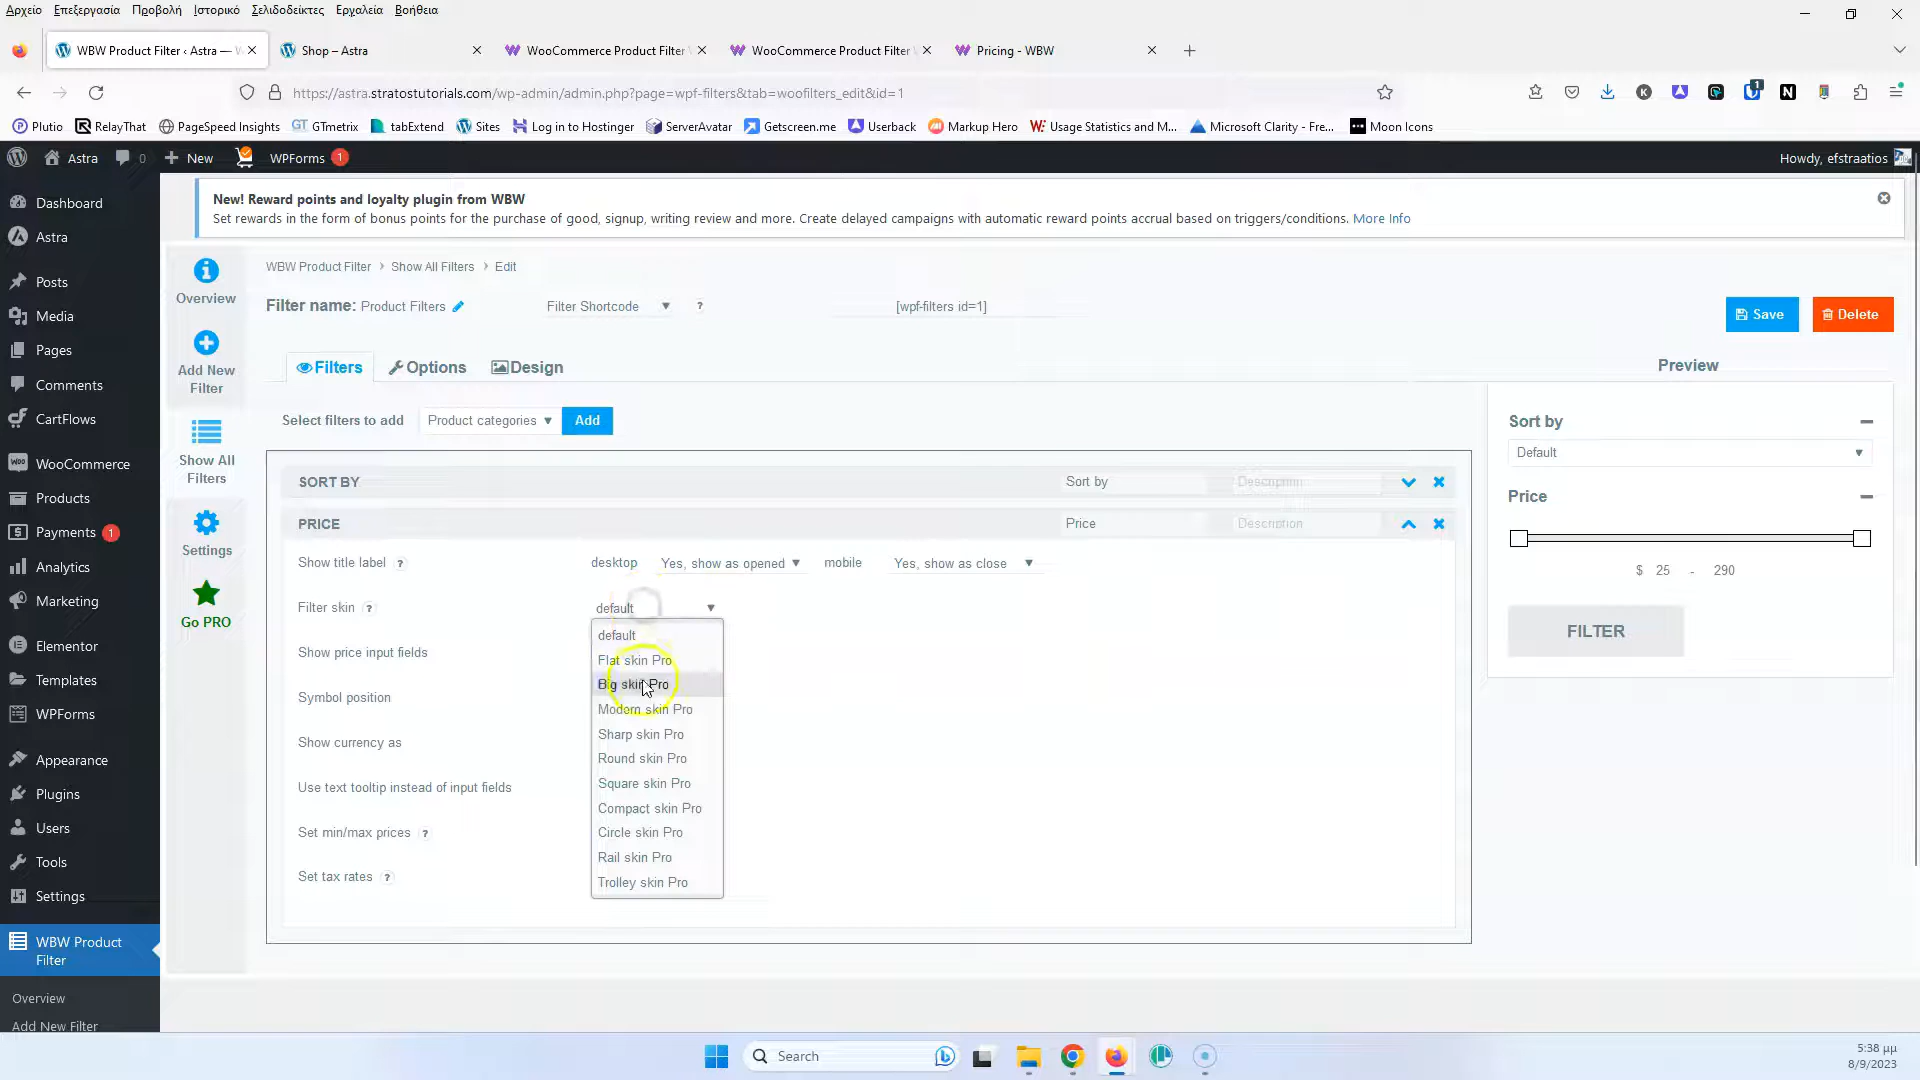 Αρχείο Επεξεργασία Προβολή Ιστορικό Σελιδοδείκτες Εργαλεία Βοήθεια
WBW Product Filter ‹ Astra — W
Shop – Astra
WooCommerce Product Filter
WooCommerce Product Filter
Pricing - WBW
https://astra.stratostutorials.com/wp-admin/admin.php?page=wpf-filters&tab=woofilters_edit&id=1
Plutio RelayThat PageSpeed Insights GTmetrix tabExtend Sites Log in to Hostinger ServerAvatar Getscreen.me Userback Markup Hero Usage Statistics and M... Microsoft Clarity - Fre... Moon Icons
Astra 0 New WPForms 1 Howdy, efstraatios
Dashboard
Astra
Posts
Media
Pages
Comments
CartFlows
WooCommerce
Products
Payments 1
Analytics
Marketing
Elementor
Templates
WPForms
Appearance
Plugins
Users
Tools
Settings
WBW Product
Filter
Overview
Add New Filter
New! Reward points and loyalty plugin from WBW
Set rewards in the form of bonus points for the purchase of good, signup, writing review and more. Create delayed campaigns with automatic reward points accrual based on triggers/conditions. More Info
Overview
Add New
Filter
Show All
Filters
Settings
Go PRO
WBW Product Filter › Show All Filters › Edit
Filter name: Product Filters Filter Shortcode ? [wpf-filters id=1]
Save Delete
Filters Options Design
Select filters to add Product categories Add
SORT BY Sort by Description
PRICE Price Description
Show title label ? desktop Yes, show as opened mobile Yes, show as close
Filter skin ? default
Show price input fields
Symbol position
Show currency as
Use text tooltip instead of input fields
Set min/max prices ?
Set tax rates ?
default
Flat skin Pro
Big skin Pro
Modern skin Pro
Sharp skin Pro
Round skin Pro
Square skin Pro
Compact skin Pro
Circle skin Pro
Rail skin Pro
Trolley skin Pro
Preview
Sort by
Default
Price
$ 25 - 290
FILTER
Search
5:38 μμ
8/9/2023